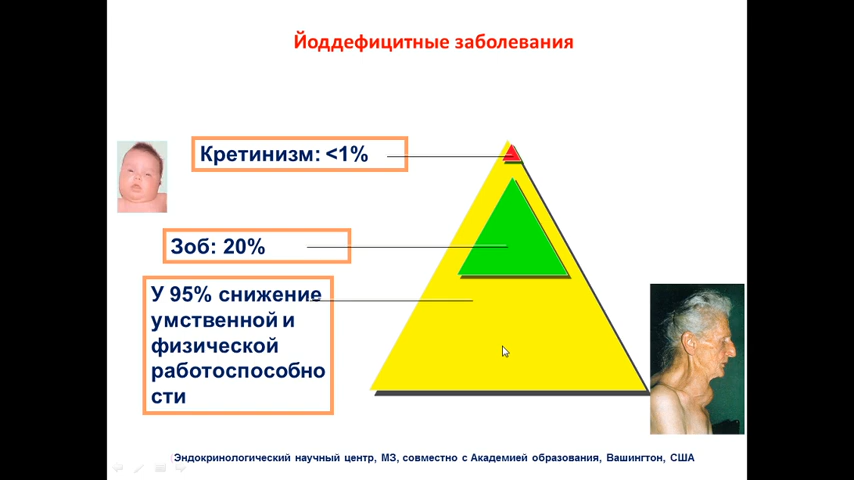 Йоддефицитные заболевания
Кретинизм: <1%
Зоб: 20%
У 95% снижение
умственной и
физической
работоспособно
сти
Эндокринологический научный центр, МЗ, совместно с Академией образования, Вашингтон, США